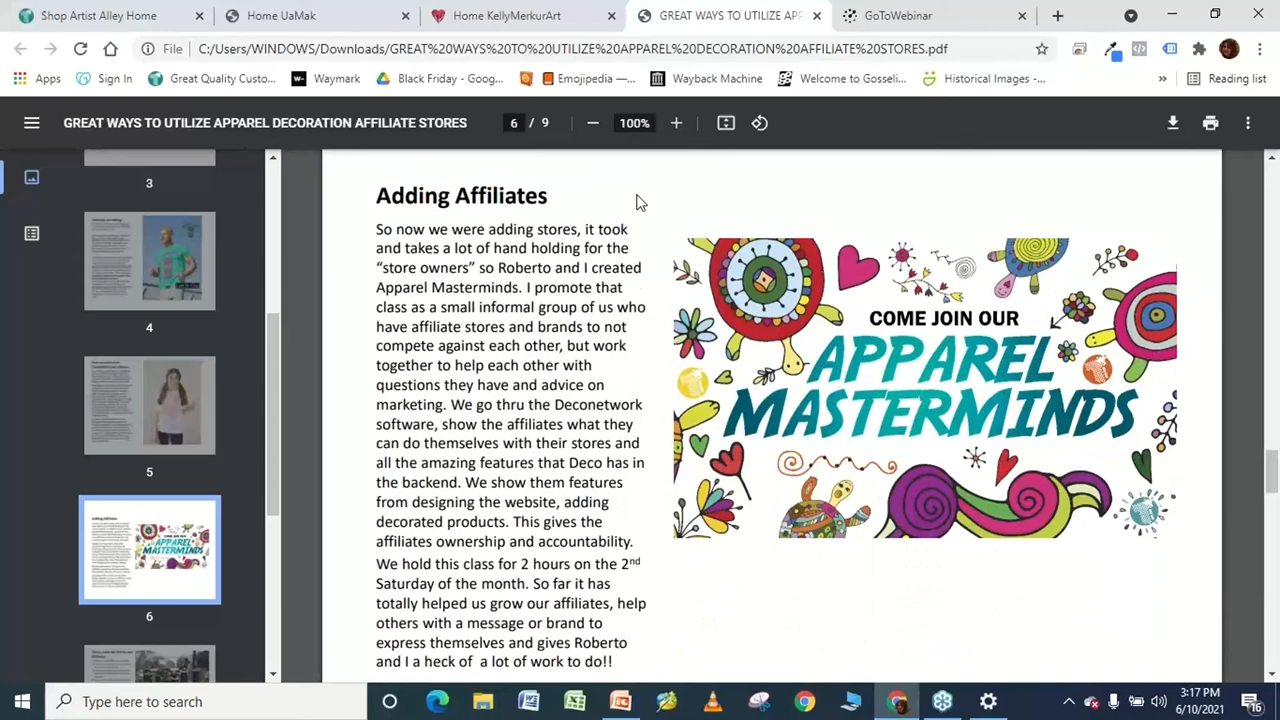 Shop Artist Alley Home
Home UaMak
Home KellyMerkurArt
GREAT WAYS TO UTILIZE APP
GoToWebinar
File C:/Users/WINDOWS/Downloads/GREAT%20WAYS%20TO%20UTILIZE%20APPAREL%20DECORATION%20AFFILIATE%20STORES.pdf
Apps Sign In Great Quality Custo... Waymark Black Friday - Goog... Emojipedia —... Wayback Machine Welcome to Gosseli... Historical Images -... Reading list
GREAT WAYS TO UTILIZE APPAREL DECORATION AFFILIATE STORES 6 / 9 100%
3
4
5
6
Adding Affiliates
So now we were adding stores, it took
and takes a lot of hand holding for the
“store owners” so Roberto and I created
Apparel Masterminds. I promote that
class as a small informal group of us who
have affiliate stores and brands to not
compete against each other, but work
together to help each other with
questions they have and advice on
marketing. We go thru the Deconetwork
software, show the affiliates what they
can do themselves with their stores and
all the amazing features that Deco has in
the backend. We show them features
from designing the website, adding
decorated products. This gives the
affiliates ownership and accountability.
We hold this class for 2 hours on the 2nd
Saturday of the month. So far it has
totally helped us grow our affiliates, help
others with a message or brand to
express themselves and gives Roberto
and I a heck of a lot of work to do!!
COME JOIN OUR
APPAREL
MASTERMINDS
Type here to search
3:17 PM
6/10/2021
16